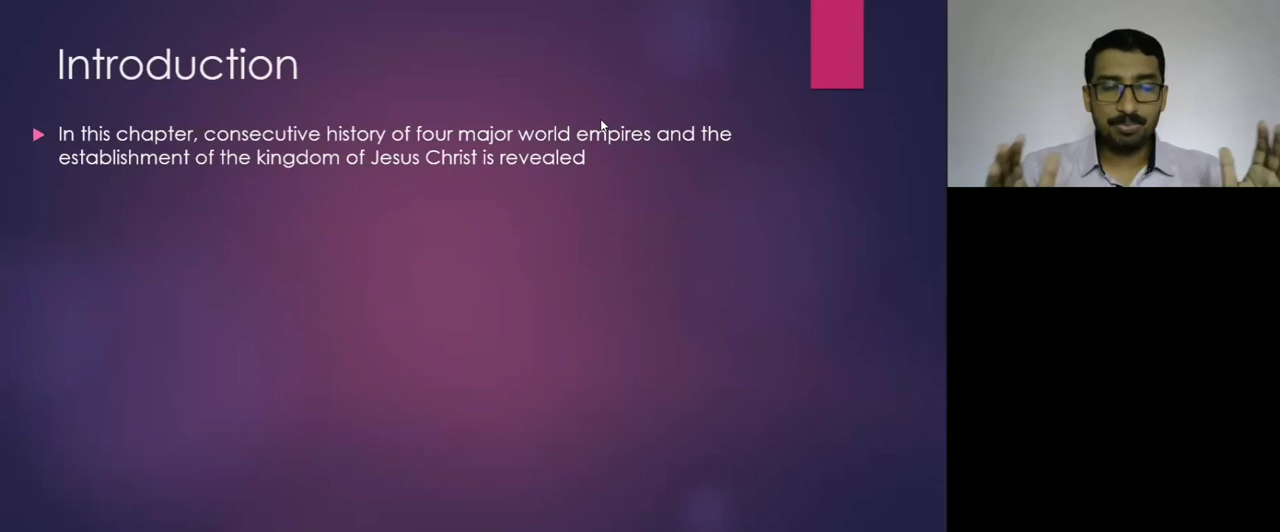 Introduction
In this chapter, consecutive history of four major world empires and the
establishment of the kingdom of Jesus Christ is revealed